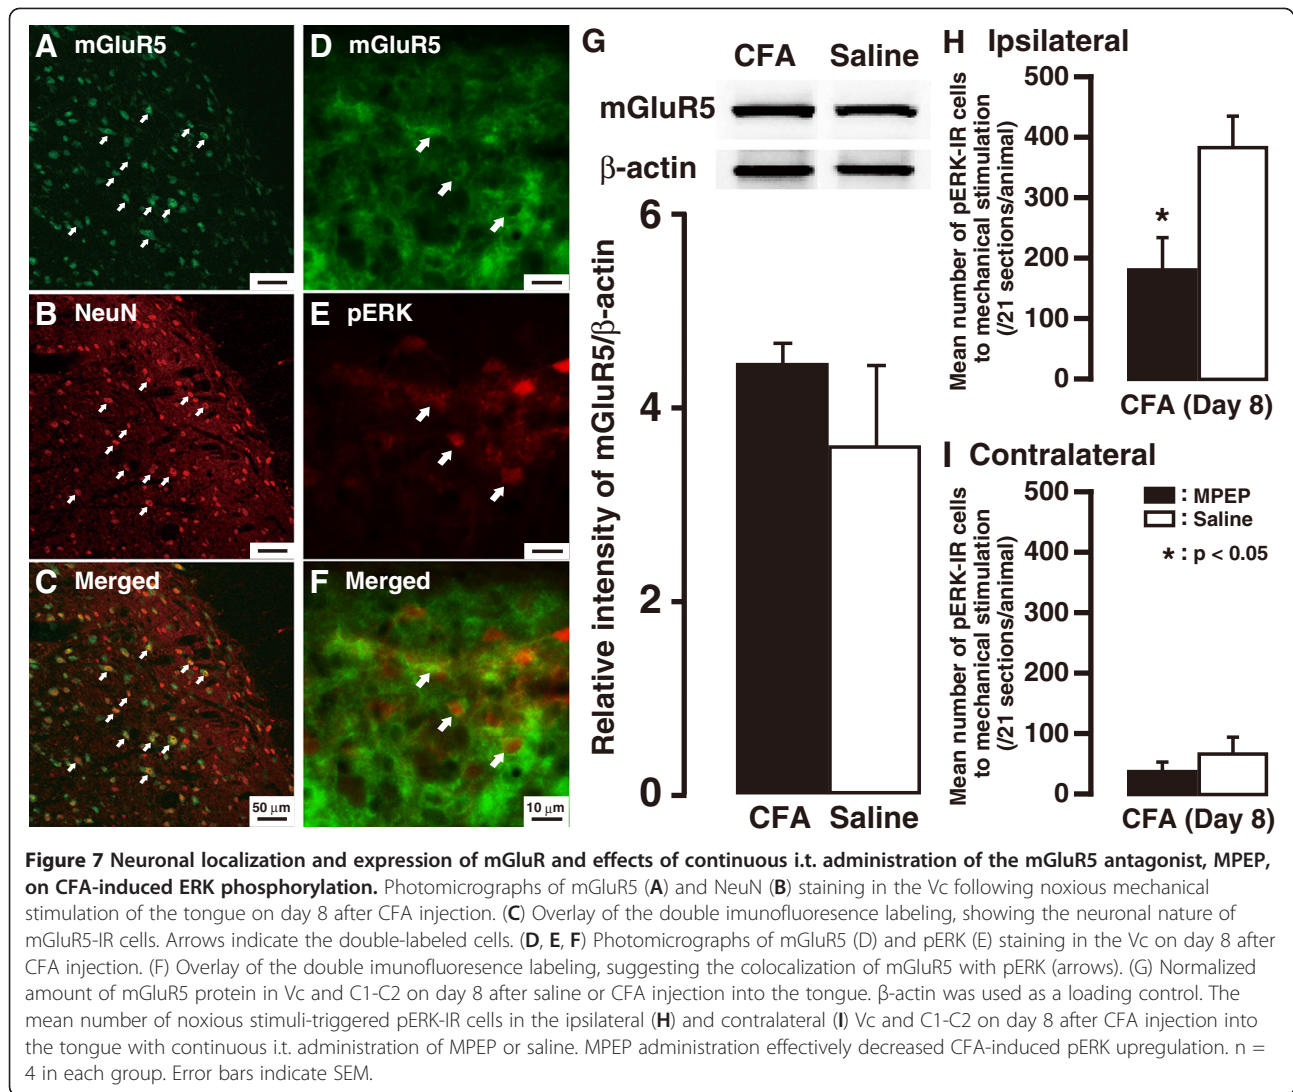 A mGluR5
B NeuN
C Merged
50 μm
D mGluR5
E pERK
F Merged
10 μm
G
CFA Saline
mGluR5
β-actin
Relative intensity of mGluR5/β-actin
6
4
2
0
CFA Saline
H Ipsilateral
Mean number of pERK-IR cells
to mechanical stimulation
(/21 sections/animal)
500
400
300
200
100
0
*
CFA (Day 8)
I Contralateral
Mean number of pERK-IR cells
to mechanical stimulation
(/21 sections/animal)
500
400
300
200
100
0
: MPEP
: Saline
* : p < 0.05
CFA (Day 8)
Figure 7 Neuronal localization and expression of mGluR and effects of continuous i.t. administration of the mGluR5 antagonist, MPEP,
on CFA-induced ERK phosphorylation. Photomicrographs of mGluR5 (A) and NeuN (B) staining in the Vc following noxious mechanical
stimulation of the tongue on day 8 after CFA injection. (C) Overlay of the double imunofluoresence labeling, showing the neuronal nature of
mGluR5-IR cells. Arrows indicate the double-labeled cells. (D, E, F) Photomicrographs of mGluR5 (D) and pERK (E) staining in the Vc on day 8 after
CFA injection. (F) Overlay of the double imunofluoresence labeling, suggesting the colocalization of mGluR5 with pERK (arrows). (G) Normalized
amount of mGluR5 protein in Vc and C1-C2 on day 8 after saline or CFA injection into the tongue. β-actin was used as a loading control. The
mean number of noxious stimuli-triggered pERK-IR cells in the ipsilateral (H) and contralateral (I) Vc and C1-C2 on day 8 after CFA injection into
the tongue with continuous i.t. administration of MPEP or saline. MPEP administration effectively decreased CFA-induced pERK upregulation. n =
4 in each group. Error bars indicate SEM.